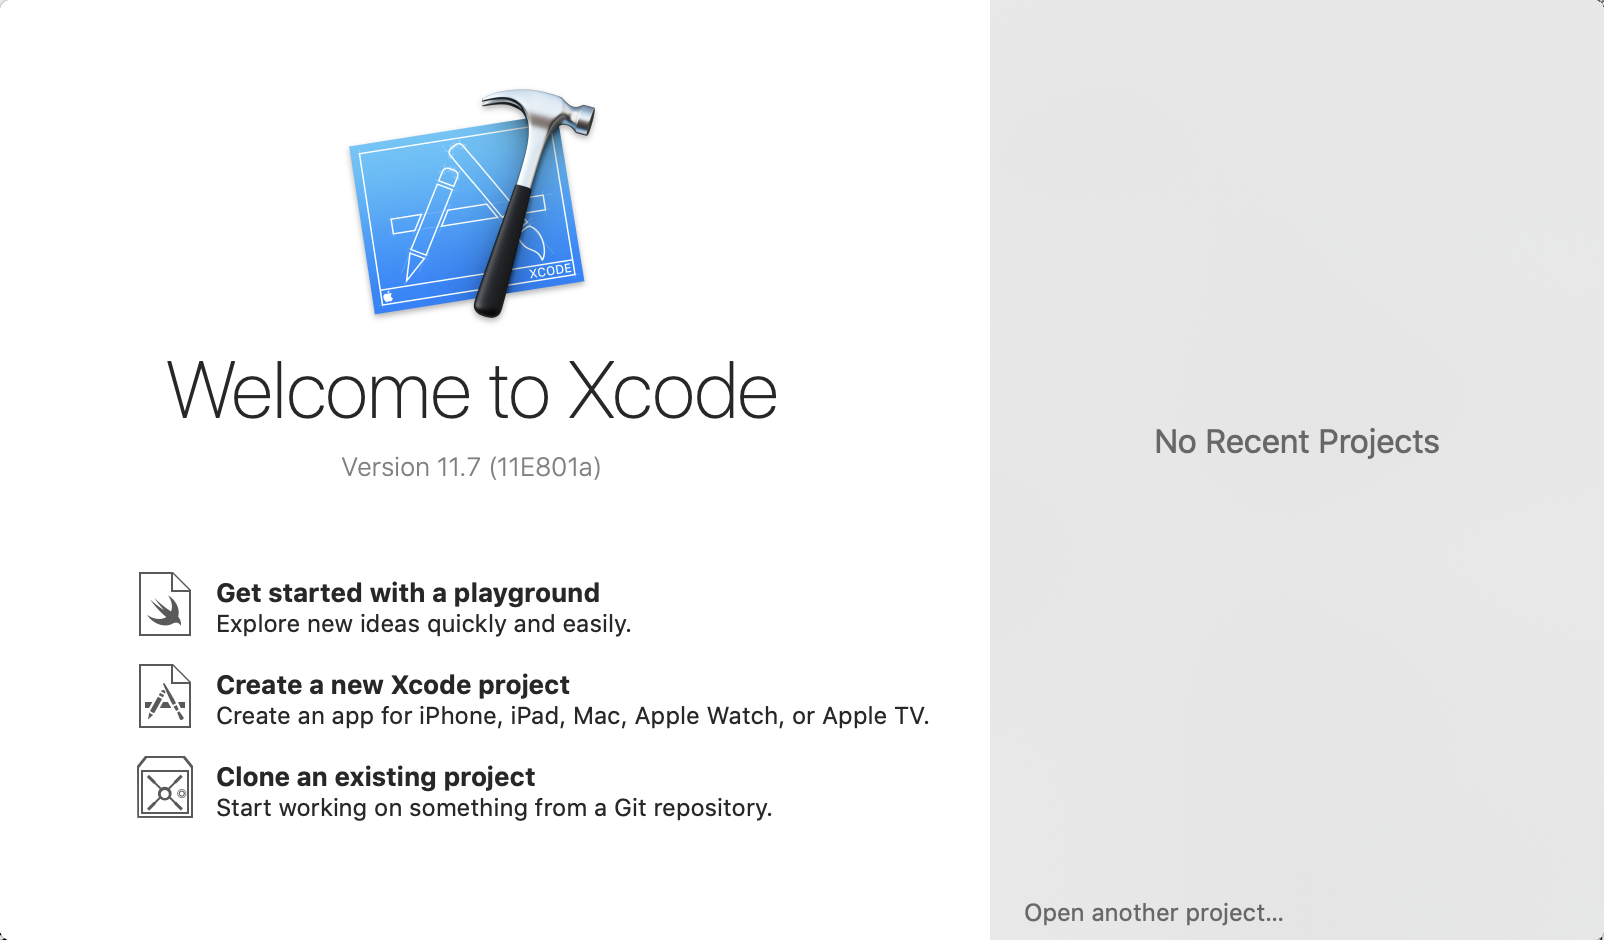 XCODE
Welcome to Xcode
Version 11.7 (11E801a)
Get started with a playground
Explore new ideas quickly and easily.
Create a new Xcode project
Create an app for iPhone, iPad, Mac, Apple Watch, or Apple TV.
Clone an existing project
Start working on something from a Git repository.
No Recent Projects
Open another project...